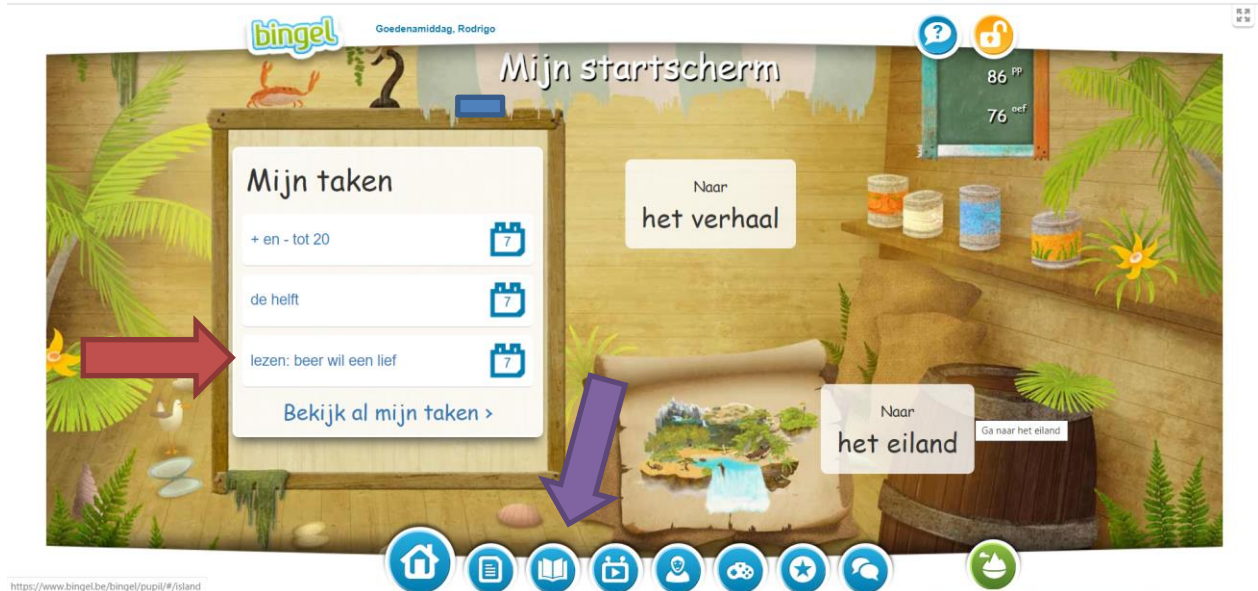 bingel
Goedenamiddag, Rodrigo
?
Mijn startscherm
86 pp
76 oef
Mijn taken
+ en - tot 20
7
de helft
7
lezen: beer wil een lief
7
Bekijk al mijn taken >
Naar
het verhaal
Naar
het eiland
Ga naar het eiland
https://www.bingel.be/bingel/pupil/#/island